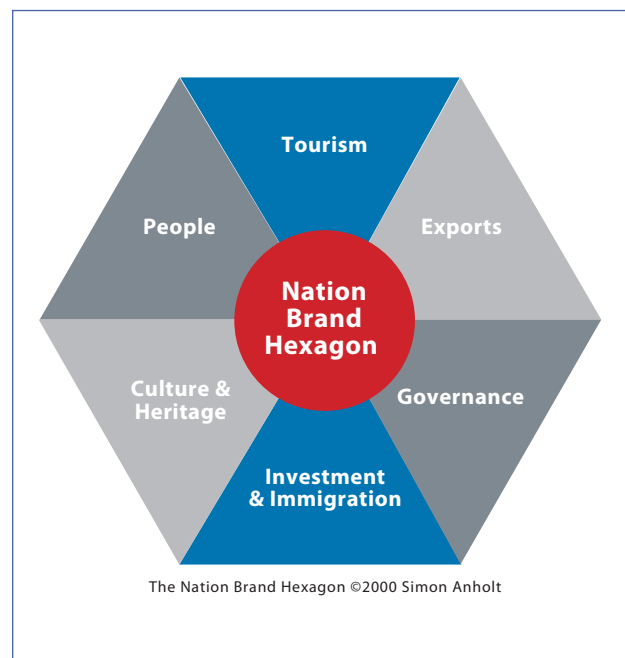 Tourism
People
Exports
Nation
Brand
Hexagon
Culture &
Heritage
Governance
Investment
& Immigration
The Nation Brand Hexagon ©2000 Simon Anholt